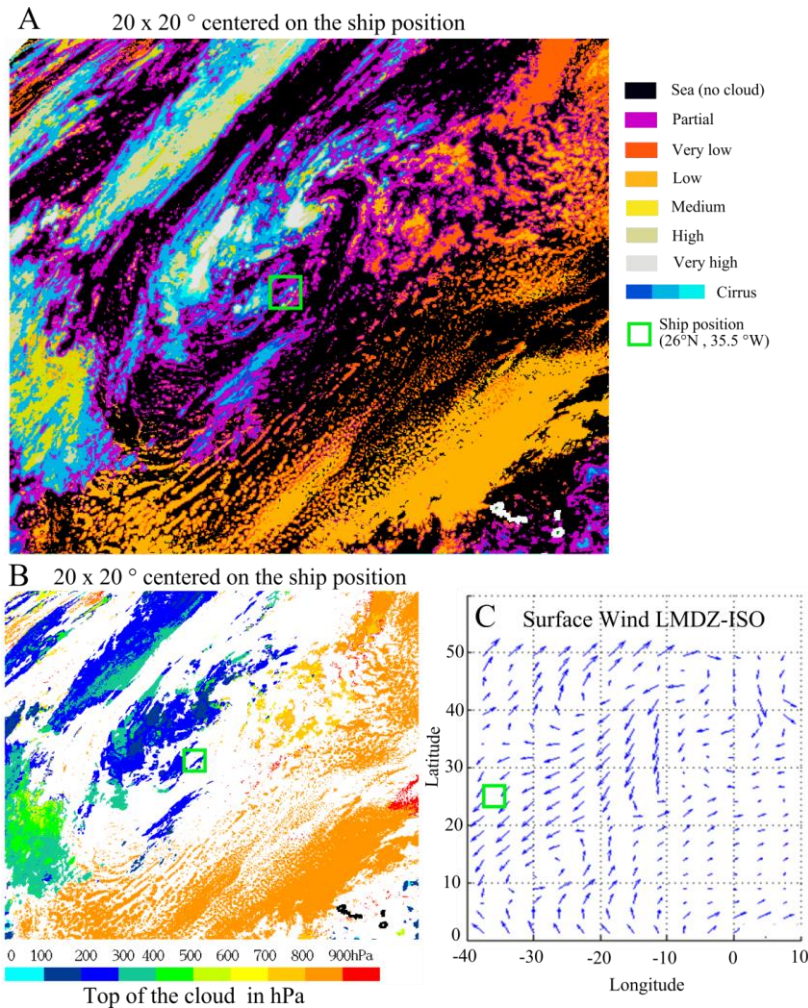 A
20 x 20 ° centered on the ship position
Sea (no cloud)
Partial
Very low
Low
Medium
High
Very high
Cirrus
Ship position
(26°N , 35.5 °W)
B
20 x 20 ° centered on the ship position
0 100 200 300 400 500 600 700 800 900hPa
Top of the cloud in hPa
C
Surface Wind LMDZ-ISO
Latitude
50
40
30
20
10
0
-40 -30 -20 -10 0 10
Longitude